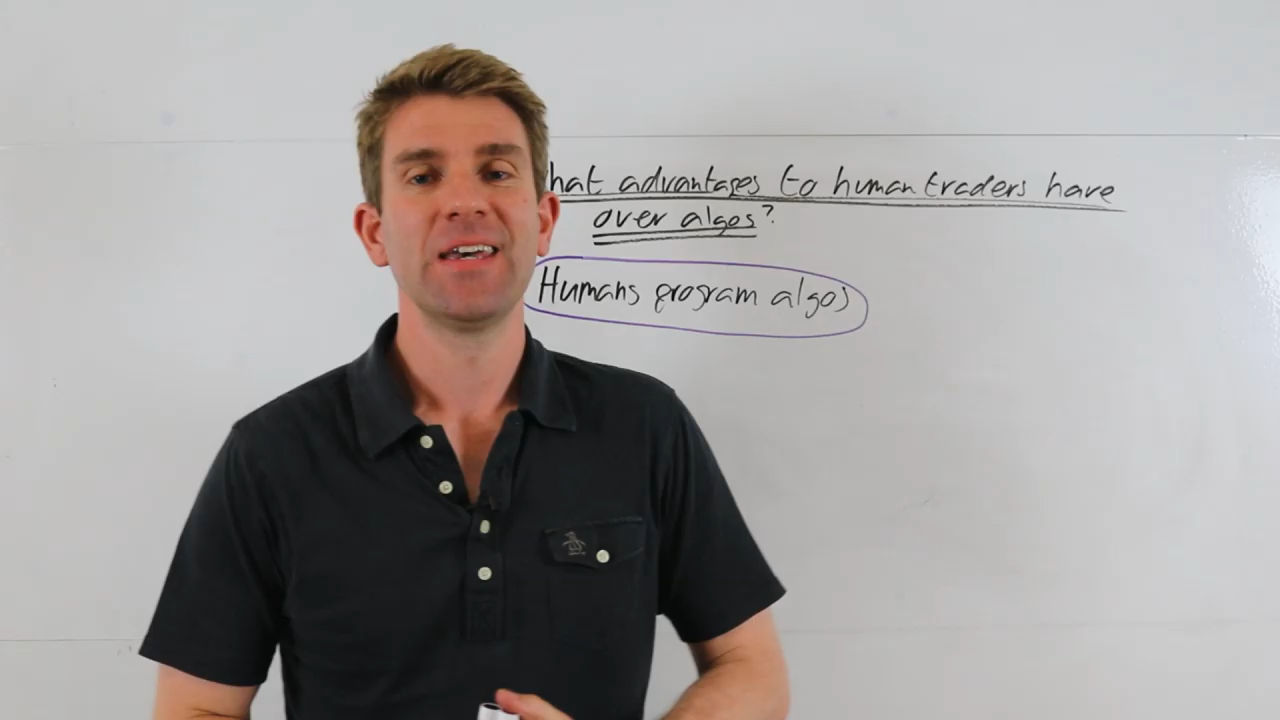 hat advantages to human traders have
over algos?
Humans program algos